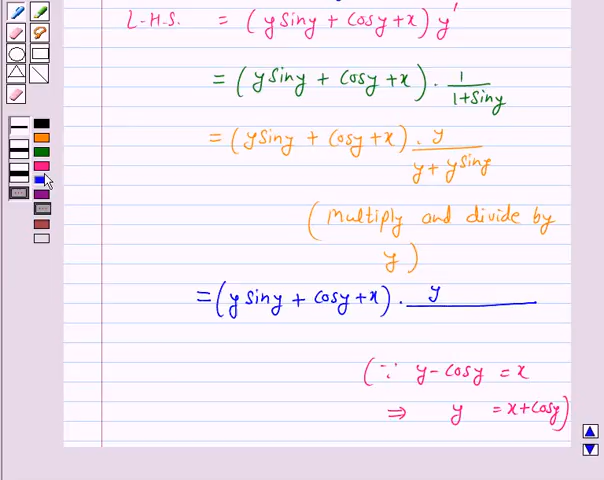 L-H-S. = (y siny + cosy + x) y'
= (y siny + cosy + x) . 1/(1+siny)
= (y siny + cosy + x) . y/(y + y siny)
(multiply and divide by
y)
= (y siny + cosy + x) . y/
(∵ y - cosy = x
⇒ y = x + cosy)